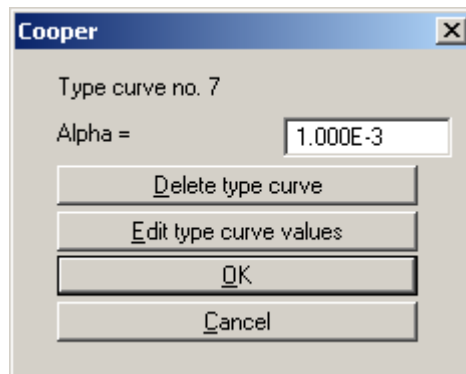 Cooper
Type curve no. 7
Alpha = 1.000E-3
Delete type curve
Edit type curve values
OK
Cancel